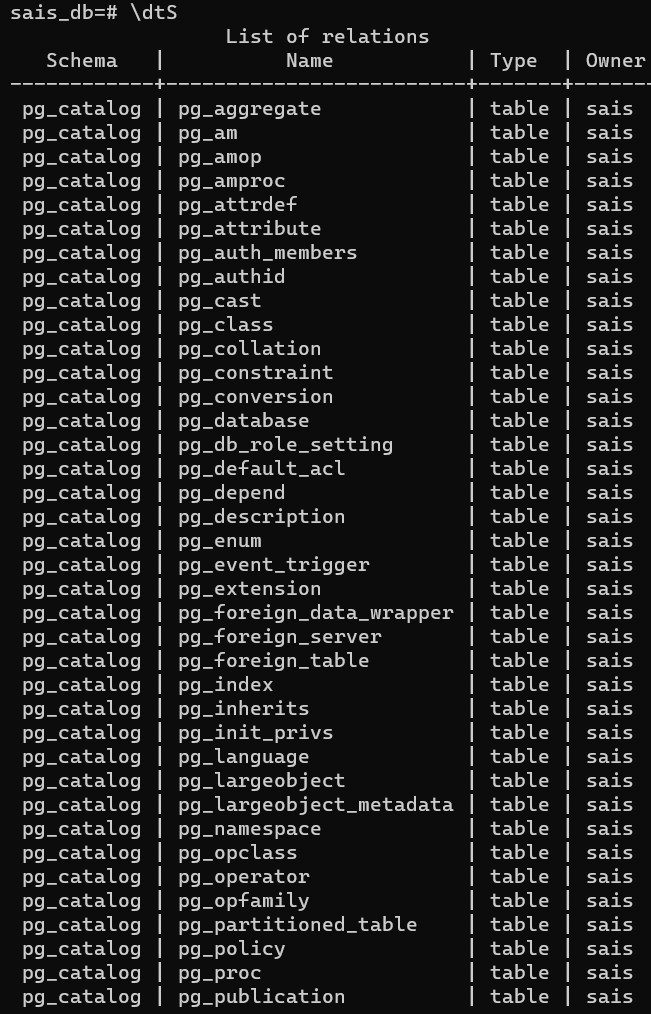 sais_db=# \dtS
List of relations
Schema | Name | Type | Owner
-----------+------------------------+-------+------
pg_catalog | pg_aggregate | table | sais
pg_catalog | pg_am | table | sais
pg_catalog | pg_amop | table | sais
pg_catalog | pg_amproc | table | sais
pg_catalog | pg_attrdef | table | sais
pg_catalog | pg_attribute | table | sais
pg_catalog | pg_auth_members | table | sais
pg_catalog | pg_authid | table | sais
pg_catalog | pg_cast | table | sais
pg_catalog | pg_class | table | sais
pg_catalog | pg_collation | table | sais
pg_catalog | pg_constraint | table | sais
pg_catalog | pg_conversion | table | sais
pg_catalog | pg_database | table | sais
pg_catalog | pg_db_role_setting | table | sais
pg_catalog | pg_default_acl | table | sais
pg_catalog | pg_depend | table | sais
pg_catalog | pg_description | table | sais
pg_catalog | pg_enum | table | sais
pg_catalog | pg_event_trigger | table | sais
pg_catalog | pg_extension | table | sais
pg_catalog | pg_foreign_data_wrapper | table | sais
pg_catalog | pg_foreign_server | table | sais
pg_catalog | pg_foreign_table | table | sais
pg_catalog | pg_index | table | sais
pg_catalog | pg_inherits | table | sais
pg_catalog | pg_init_privs | table | sais
pg_catalog | pg_language | table | sais
pg_catalog | pg_largeobject | table | sais
pg_catalog | pg_largeobject_metadata | table | sais
pg_catalog | pg_namespace | table | sais
pg_catalog | pg_opclass | table | sais
pg_catalog | pg_operator | table | sais
pg_catalog | pg_opfamily | table | sais
pg_catalog | pg_partitioned_table | table | sais
pg_catalog | pg_policy | table | sais
pg_catalog | pg_proc | table | sais
pg_catalog | pg_publication | table | sais